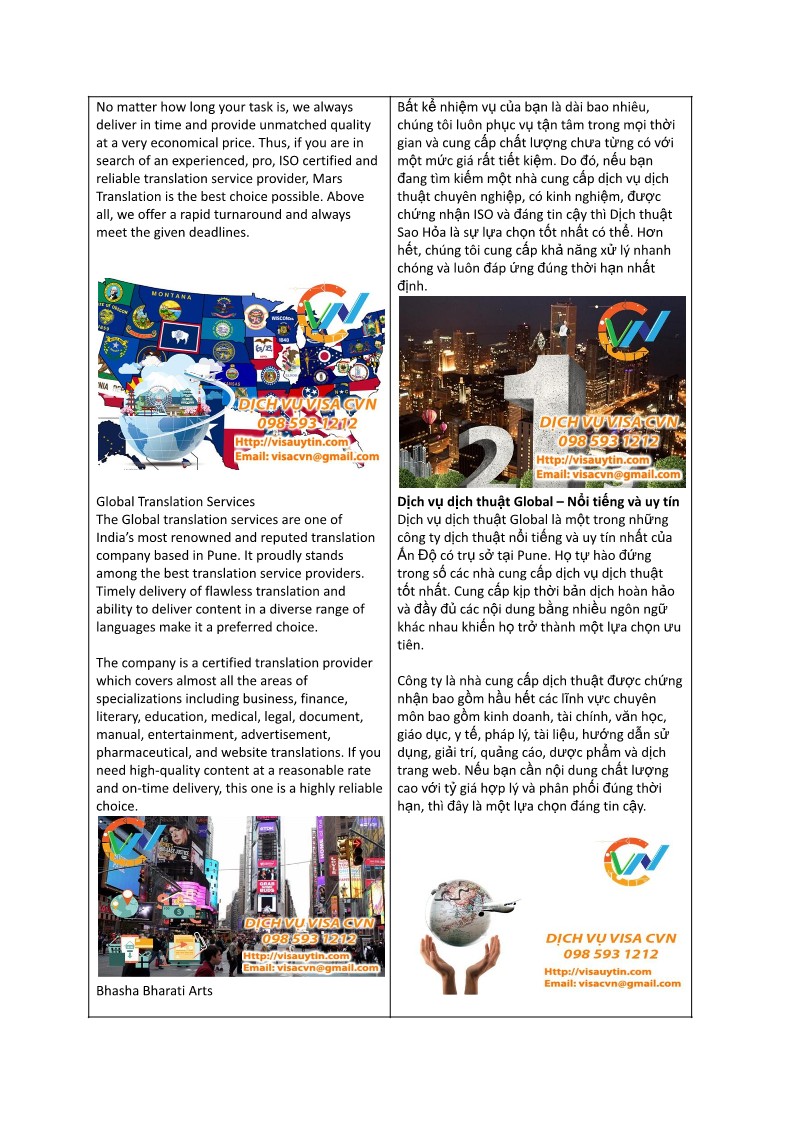 No matter how long your task is, we always
deliver in time and provide unmatched quality
at a very economical price. Thus, if you are in
search of an experienced, pro, ISO certified and
reliable translation service provider, Mars
Translation is the best choice possible. Above
all, we offer a rapid turnaround and always
meet the given deadlines.
MONTANA
WISCONSIN
1848
KANSAS
CVN
DỊCH VỤ VISA CVN
098 593 1212
Http://visauytin.com
Email: visacvn@gmail.com
Global Translation Services
The Global translation services are one of
India’s most renowned and reputed translation
company based in Pune. It proudly stands
among the best translation service providers.
Timely delivery of flawless translation and
ability to deliver content in a diverse range of
languages make it a preferred choice.
The company is a certified translation provider
which covers almost all the areas of
specializations including business, finance,
literary, education, medical, legal, document,
manual, entertainment, advertisement,
pharmaceutical, and website translations. If you
need high-quality content at a reasonable rate
and on-time delivery, this one is a highly reliable
choice.
CVN
DỊCH VỤ VISA CVN
098 593 1212
Http://visauytin.com
Email: visacvn@gmail.com
Bhasha Bharati Arts
Bất kể nhiệm vụ của bạn là dài bao nhiêu,
chúng tôi luôn phục vụ tận tâm trong mọi thời
gian và cung cấp chất lượng chưa từng có với
một mức giá rất tiết kiệm. Do đó, nếu bạn
đang tìm kiếm một nhà cung cấp dịch vụ dịch
thuật chuyên nghiệp, có kinh nghiệm, được
chứng nhận ISO và đáng tin cậy thì Dịch thuật
Sao Hỏa là sự lựa chọn tốt nhất có thể. Hơn
hết, chúng tôi cung cấp khả năng xử lý nhanh
chóng và luôn đáp ứng đúng thời hạn nhất
định.
CVN
21
DỊCH VỤ VISA CVN
098 593 1212
Http://visauytin.com
Email: visacvn@gmail.com
Dịch vụ dịch thuật Global – Nổi tiếng và uy tín
Dịch vụ dịch thuật Global là một trong những
công ty dịch thuật nổi tiếng và uy tín nhất của
Ấn Độ có trụ sở tại Pune. Họ tự hào đứng
trong số các nhà cung cấp dịch vụ dịch thuật
tốt nhất. Cung cấp kịp thời bản dịch hoàn hảo
và đầy đủ các nội dung bằng nhiều ngôn ngữ
khác nhau khiến họ trở thành một lựa chọn ưu
tiên.
Công ty là nhà cung cấp dịch thuật được chứng
nhận bao gồm hầu hết các lĩnh vực chuyên
môn bao gồm kinh doanh, tài chính, văn học,
giáo dục, y tế, pháp lý, tài liệu, hướng dẫn sử
dụng, giải trí, quảng cáo, dược phẩm và dịch
trang web. Nếu bạn cần nội dung chất lượng
cao với tỷ giá hợp lý và phân phối đúng thời
hạn, thì đây là một lựa chọn đáng tin cậy.
CVN
DỊCH VỤ VISA CVN
098 593 1212
Http://visauytin.com
Email: visacvn@gmail.com